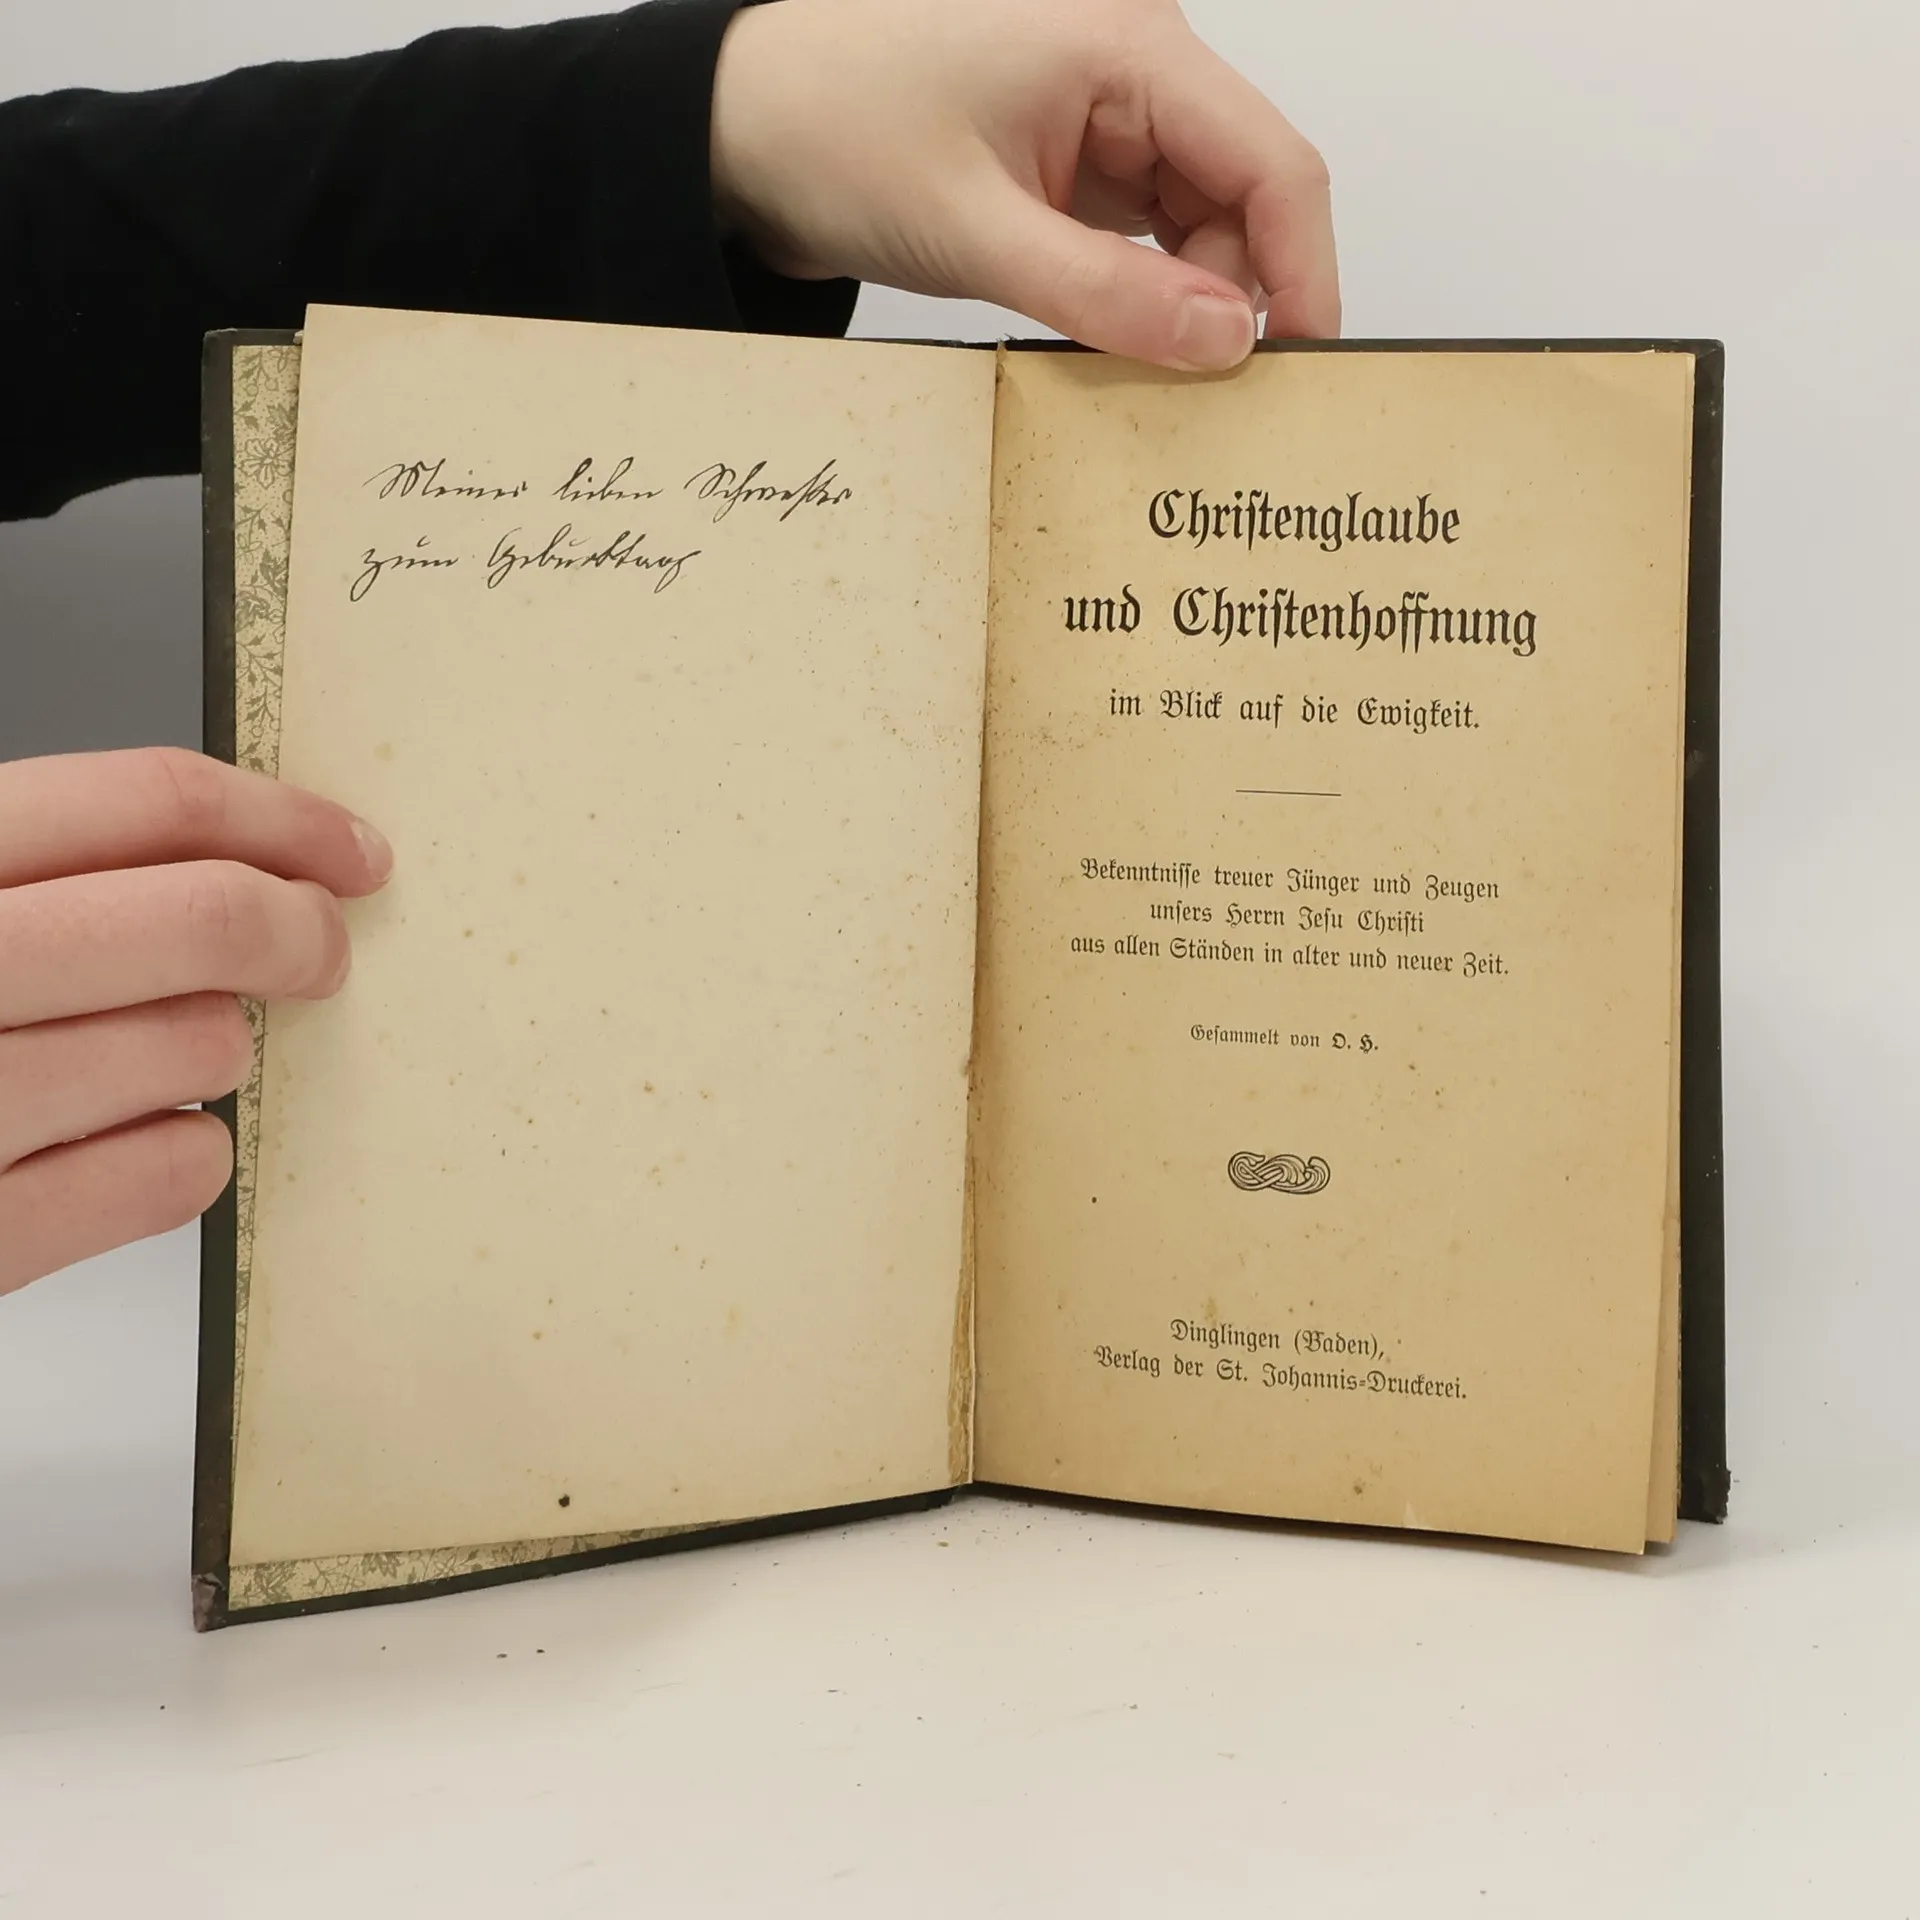 Meiner lieben Schwester
zum Geburtstag
Chriſtenglaube
und Chriſtenhoffnung
im Blick auf die Ewigkeit.
Bekenntniſſe treuer Jünger und Zeugen
unſers Herrn Jeſu Chriſti
aus allen Ständen in alter und neuer Zeit.
Geſammelt von O. H.
Dinglingen (Baden),
Verlag der St. Johannis-Druckerei.